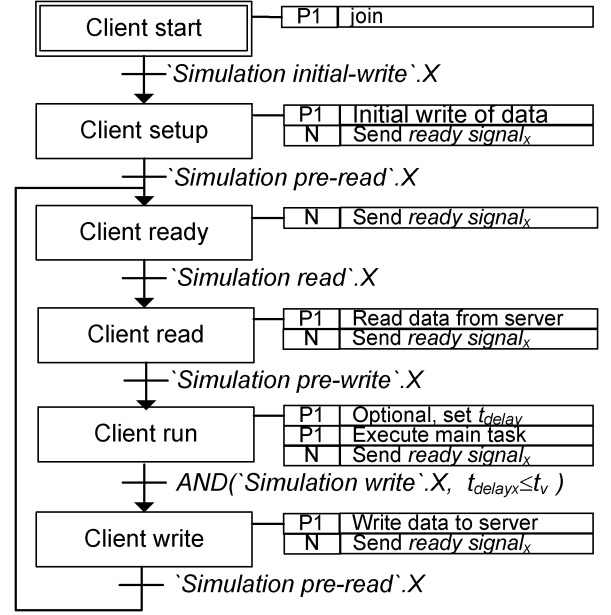 Client start
P1 join
`Simulation initial-write`.X
Client setup
P1 Initial write of data
N Send ready signalx
`Simulation pre-read`.X
Client ready
N Send ready signalx
`Simulation read`.X
Client read
P1 Read data from server
N Send ready signalx
`Simulation pre-write`.X
Client run
P1 Optional, set tdelay
P1 Execute main task
N Send ready signalx
AND(`Simulation write`.X, tdelayx≤tv )
Client write
P1 Write data to server
N Send ready signalx
`Simulation pre-read`.X